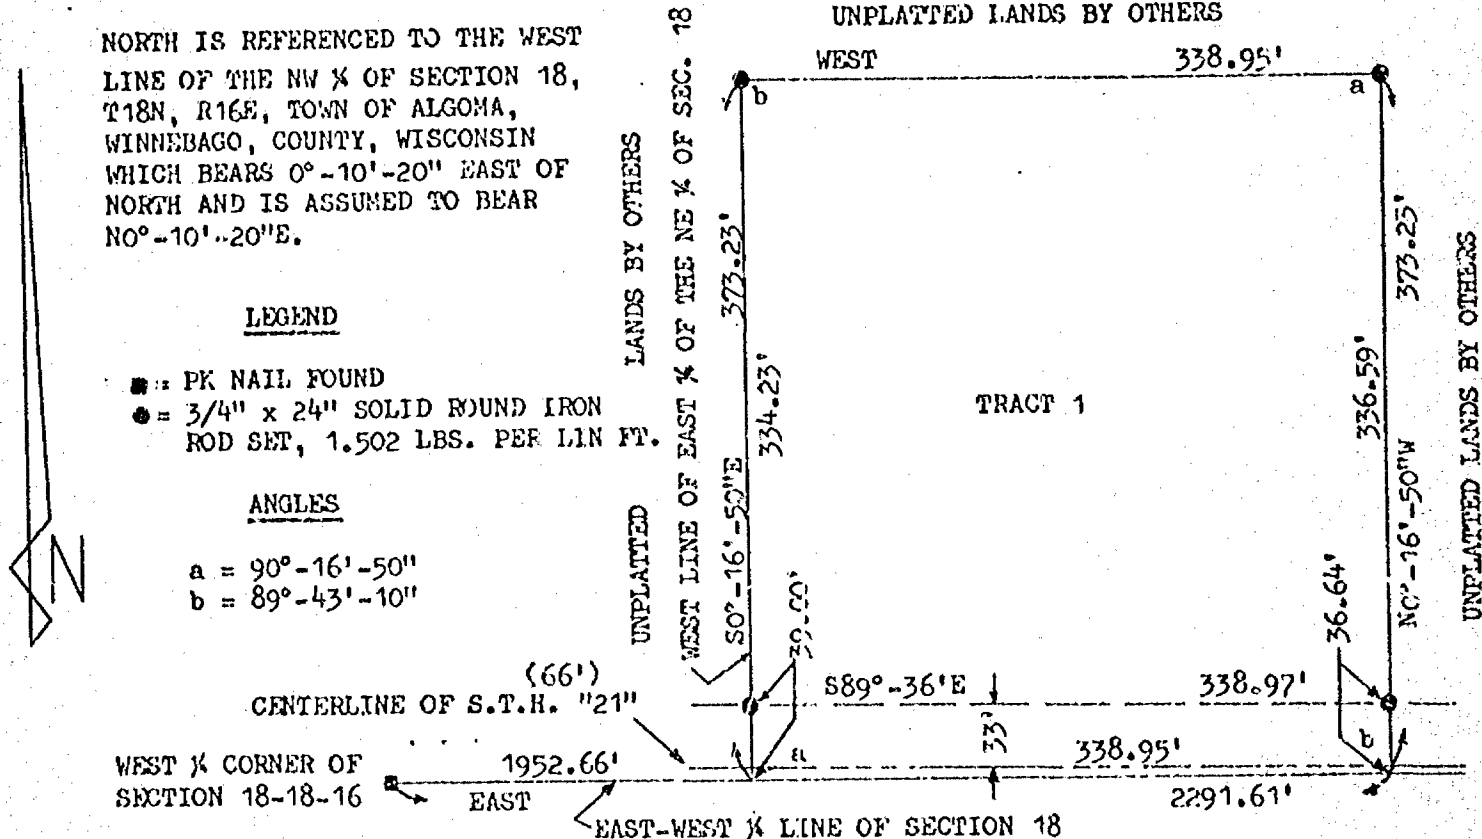 NORTH IS REFERENCED TO THE WEST
LINE OF THE NW ¼ OF SECTION 18,
T18N, R16E, TOWN OF ALGOMA,
WINNEBAGO, COUNTY, WISCONSIN
WHICH BEARS 0°-10'-20" EAST OF
NORTH AND IS ASSUMED TO BEAR
N0°-10'-20"E.
LEGEND
= PK NAIL FOUND
= 3/4" x 24" SOLID ROUND IRON
ROD SET, 1.502 LBS. PER LIN FT.
ANGLES
a = 90°-16'-50"
b = 89°-43'-10"
N
UNPLATTED LANDS BY OTHERS
WEST 338.95'
b
a
UNPLATTED LANDS BY OTHERS
WEST LINE OF EAST ¼ OF THE NE ¼ OF SEC. 18
373.23'
334.23'
S0°-16'-50"E
39.00'
TRACT 1
373.23'
336.59'
N0°-16'-50"W
36.64'
UNPLATTED LANDS BY OTHERS
(66')
CENTERLINE OF S.T.H. "21"
S89°-36'E 338.97'
33'
a
338.95'
b
WEST ¼ CORNER OF
SECTION 18-18-16
1952.66'
EAST
2291.61'
EAST-WEST ¼ LINE OF SECTION 18